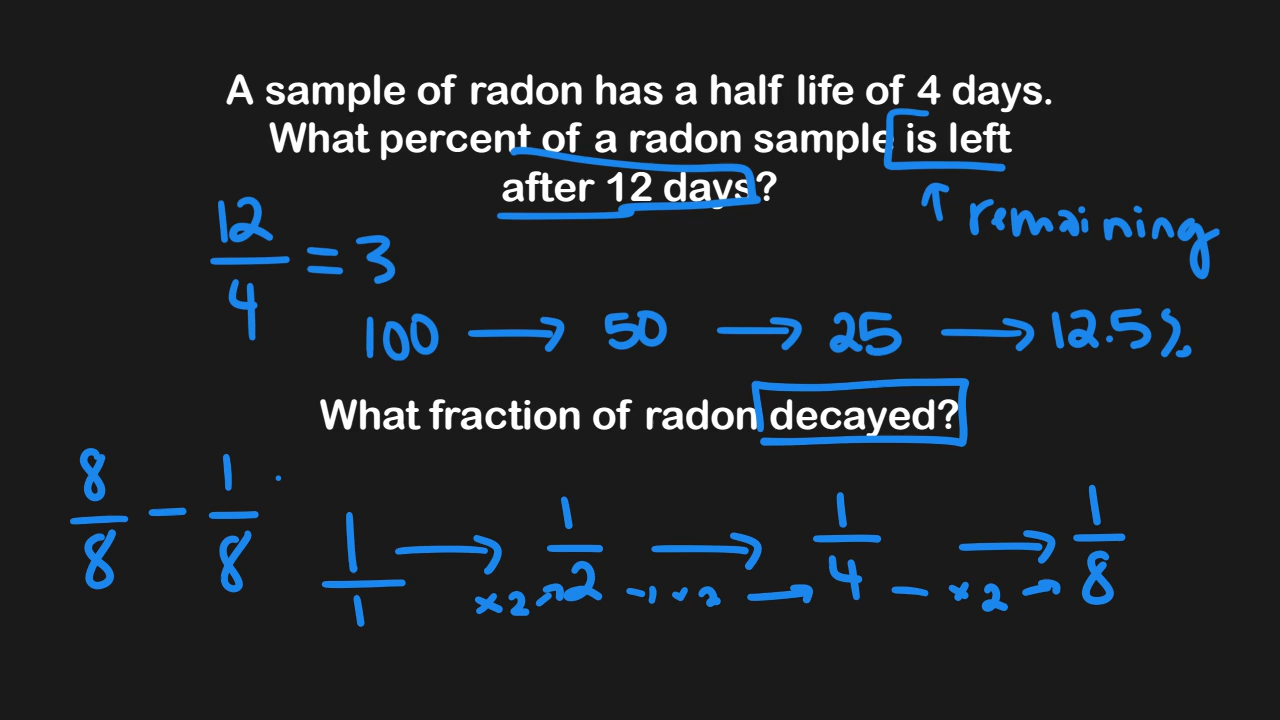 A sample of radon has a half life of 4 days.
What percent of a radon sample is left
after 12 days?
↑ remaining
12/4 = 3
100 → 50 → 25 → 12.5%
What fraction of radon decayed?
8/8 - 1/8
1/1 → 1/2 → 1/4 → 1/8
×2 → - × 2 → - ×2 →